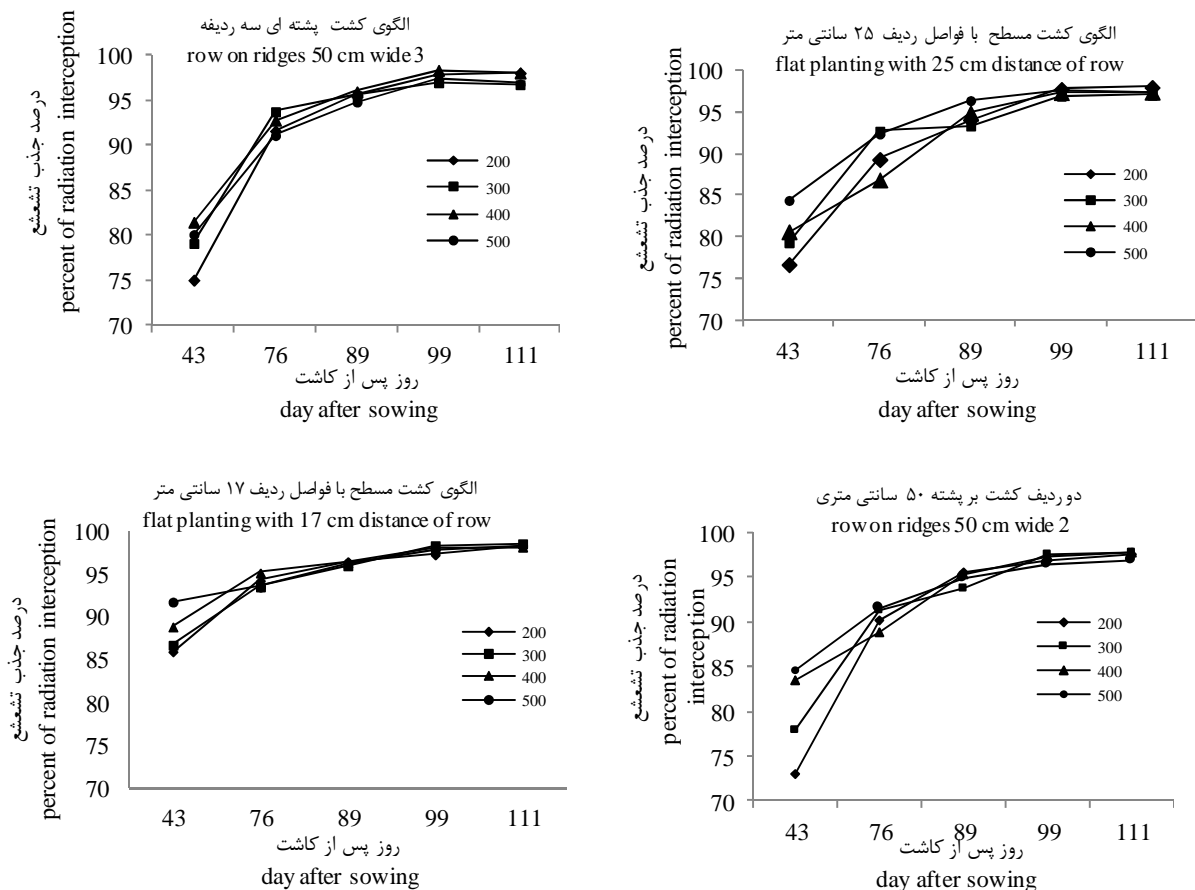 الگوی کشت پشته ای سه ردیفه
row on ridges 50 cm wide 3
درصد جذب تشعشع
percent of radiation interception
100
95
90
85
80
75
70
200
300
400
500
43 76 89 99 111
روز پس از کاشت
day after sowing
الگوی کشت مسطح با فواصل ردیف ۲۵ سانتی متر
flat planting with 25 cm distance of row
درصد جذب تشعشع
percent of radiation interception
100
95
90
85
80
75
70
200
300
400
500
43 76 89 99 111
روز پس از کاشت
day after sowing
الگوی کشت مسطح با فواصل ردیف ۱۷ سانتی متر
flat planting with 17 cm distance of row
درصد جذب تشعشع
percent of radiation interception
100
95
90
85
80
75
70
200
300
400
500
43 76 89 99 111
روز پس از کاشت
day after sowing
دو ردیف کشت بر پشته ۵۰ سانتی متری
row on ridges 50 cm wide 2
درصد جذب تشعشع
percent of radiation
interception
100
95
90
85
80
75
70
200
300
400
500
43 76 89 99 111
روز پس از کاشت
day after sowing